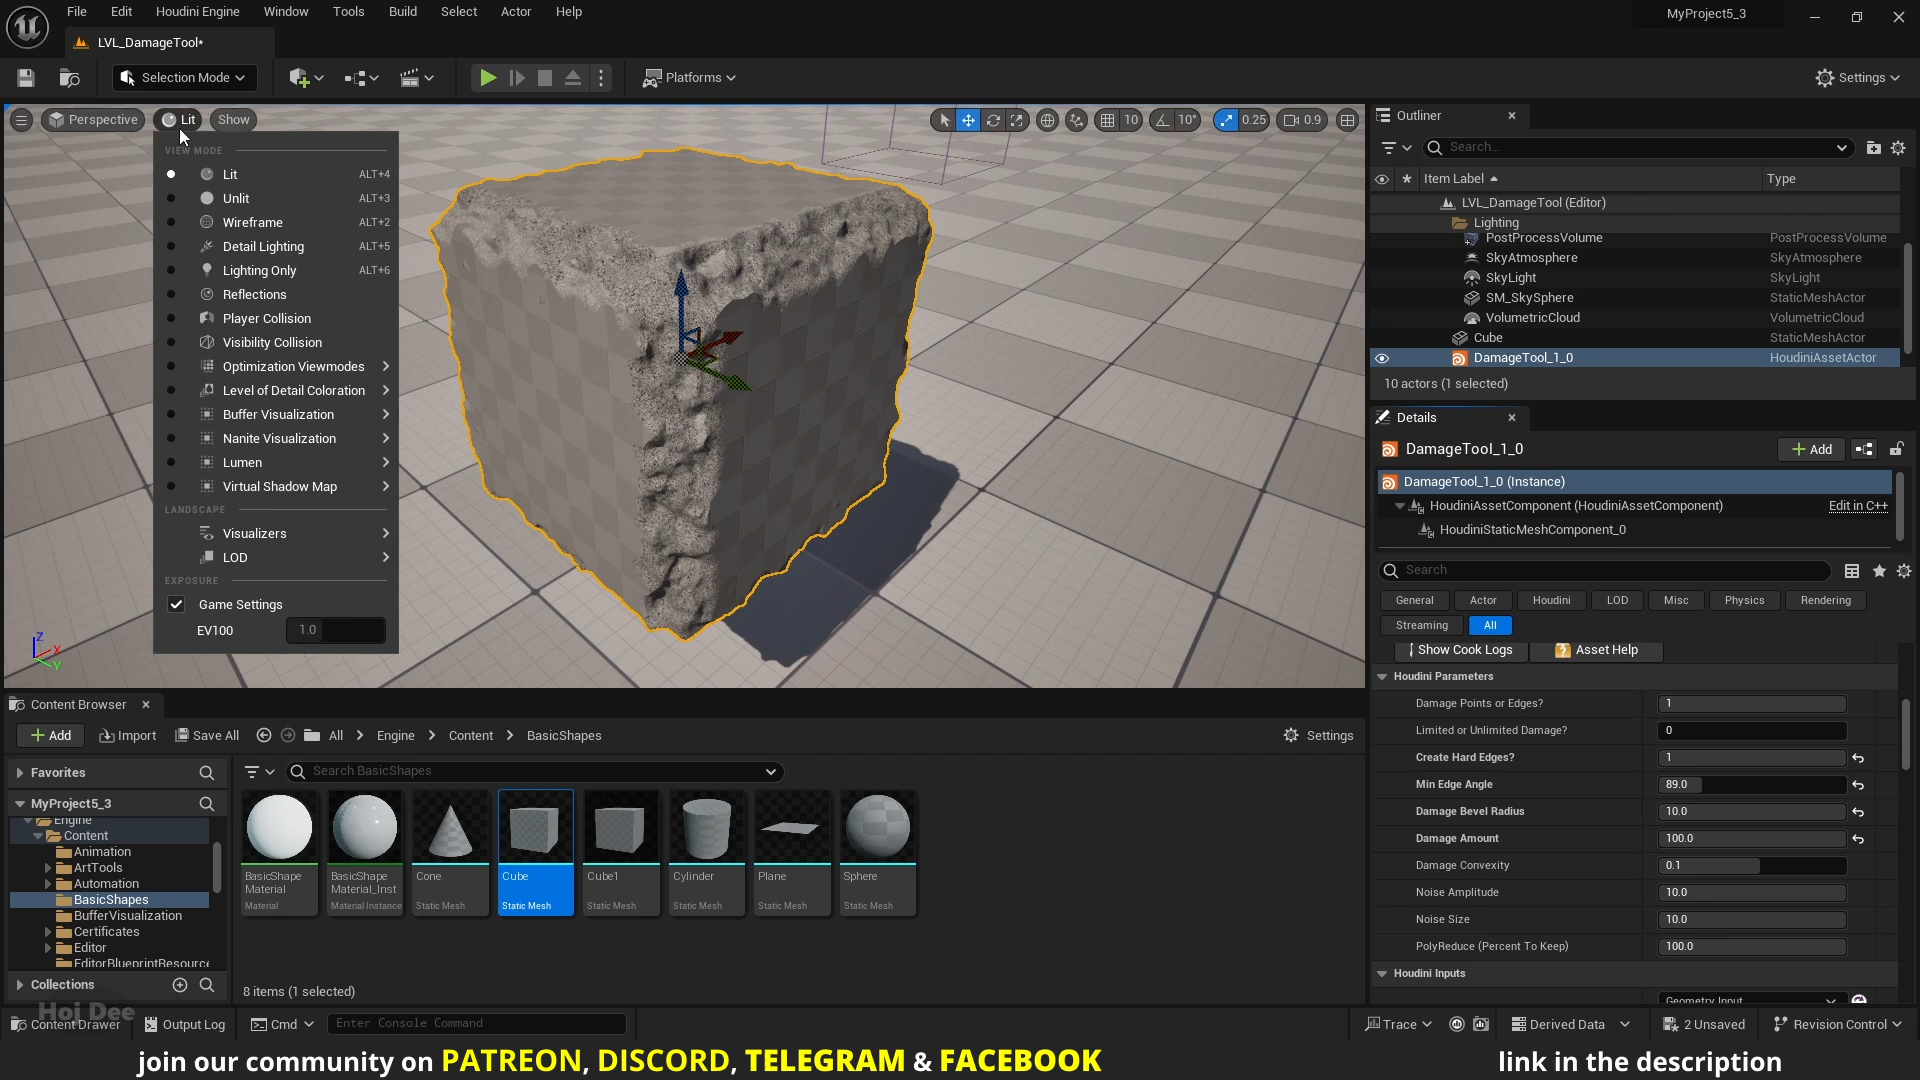 File Edit Houdini Engine Window Tools Build Select Actor Help MyProject5_3
LVL_DamageTool*
Selection Mode Platforms Settings
Perspective Lit Show 10 10° 0.25 0.9
VIEW MODE
Lit ALT+4
Unlit ALT+3
Wireframe ALT+2
Detail Lighting ALT+5
Lighting Only ALT+6
Reflections
Player Collision
Visibility Collision
Optimization Viewmodes
Level of Detail Coloration
Buffer Visualization
Nanite Visualization
Lumen
Virtual Shadow Map
LANDSCAPE
Visualizers
LOD
EXPOSURE
Game Settings
EV100 1.0
Z
X
Y
Outliner
Search...
Item Label Type
LVL_DamageTool (Editor)
Lighting
PostProcessVolume PostProcessVolume
SkyAtmosphere SkyAtmosphere
SkyLight SkyLight
SM_SkySphere StaticMeshActor
VolumetricCloud VolumetricCloud
Cube StaticMeshActor
DamageTool_1_0 HoudiniAssetActor
10 actors (1 selected)
Details
DamageTool_1_0 Add
DamageTool_1_0 (Instance)
HoudiniAssetComponent (HoudiniAssetComponent) Edit in C++
HoudiniStaticMeshComponent_0
Search
General Actor Houdini LOD Misc Physics Rendering
Streaming All
Show Cook Logs Asset Help
Houdini Parameters
Damage Points or Edges? 1
Limited or Unlimited Damage? 0
Create Hard Edges? 1
Min Edge Angle 89.0
Damage Bevel Radius 10.0
Damage Amount 100.0
Damage Convexity 0.1
Noise Amplitude 10.0
Noise Size 10.0
PolyReduce (Percent To Keep) 100.0
Houdini Inputs
Geometry Input
Content Browser
Add Import Save All All Engine Content BasicShapes Settings
Favorites
MyProject5_3
Engine
Content
Animation
ArtTools
Automation
BasicShapes
BufferVisualization
Certificates
Editor
EditorBlueprintResource
Collections
Search BasicShapes
BasicShape
Material
Material
BasicShape
Material_Inst
Material Instance
Cone
Static Mesh
Cube
Static Mesh
Cube1
Static Mesh
Cylinder
Static Mesh
Plane
Static Mesh
Sphere
Static Mesh
8 items (1 selected)
Hoj Dee
Content Drawer Output Log Cmd Enter Console Command Trace Derived Data 2 Unsaved Revision Control
join our community on PATREON, DISCORD, TELEGRAM & FACEBOOK link in the description